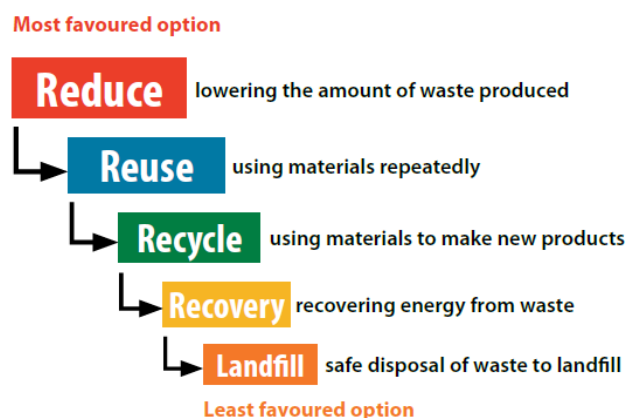 Most favoured option
Reduce lowering the amount of waste produced
Reuse using materials repeatedly
Recycle using materials to make new products
Recovery recovering energy from waste
Landfill safe disposal of waste to landfill
Least favoured option